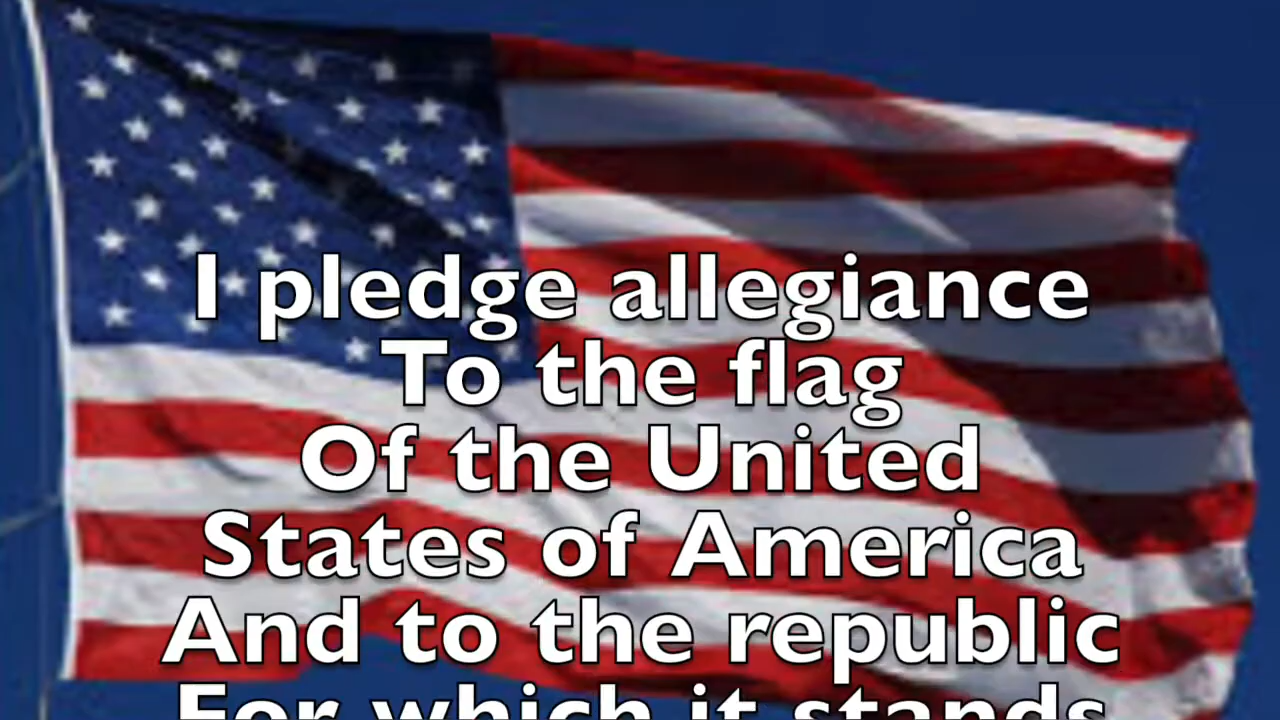 I pledge allegiance
To the flag
Of the United
States of America
And to the republic
For which it stands